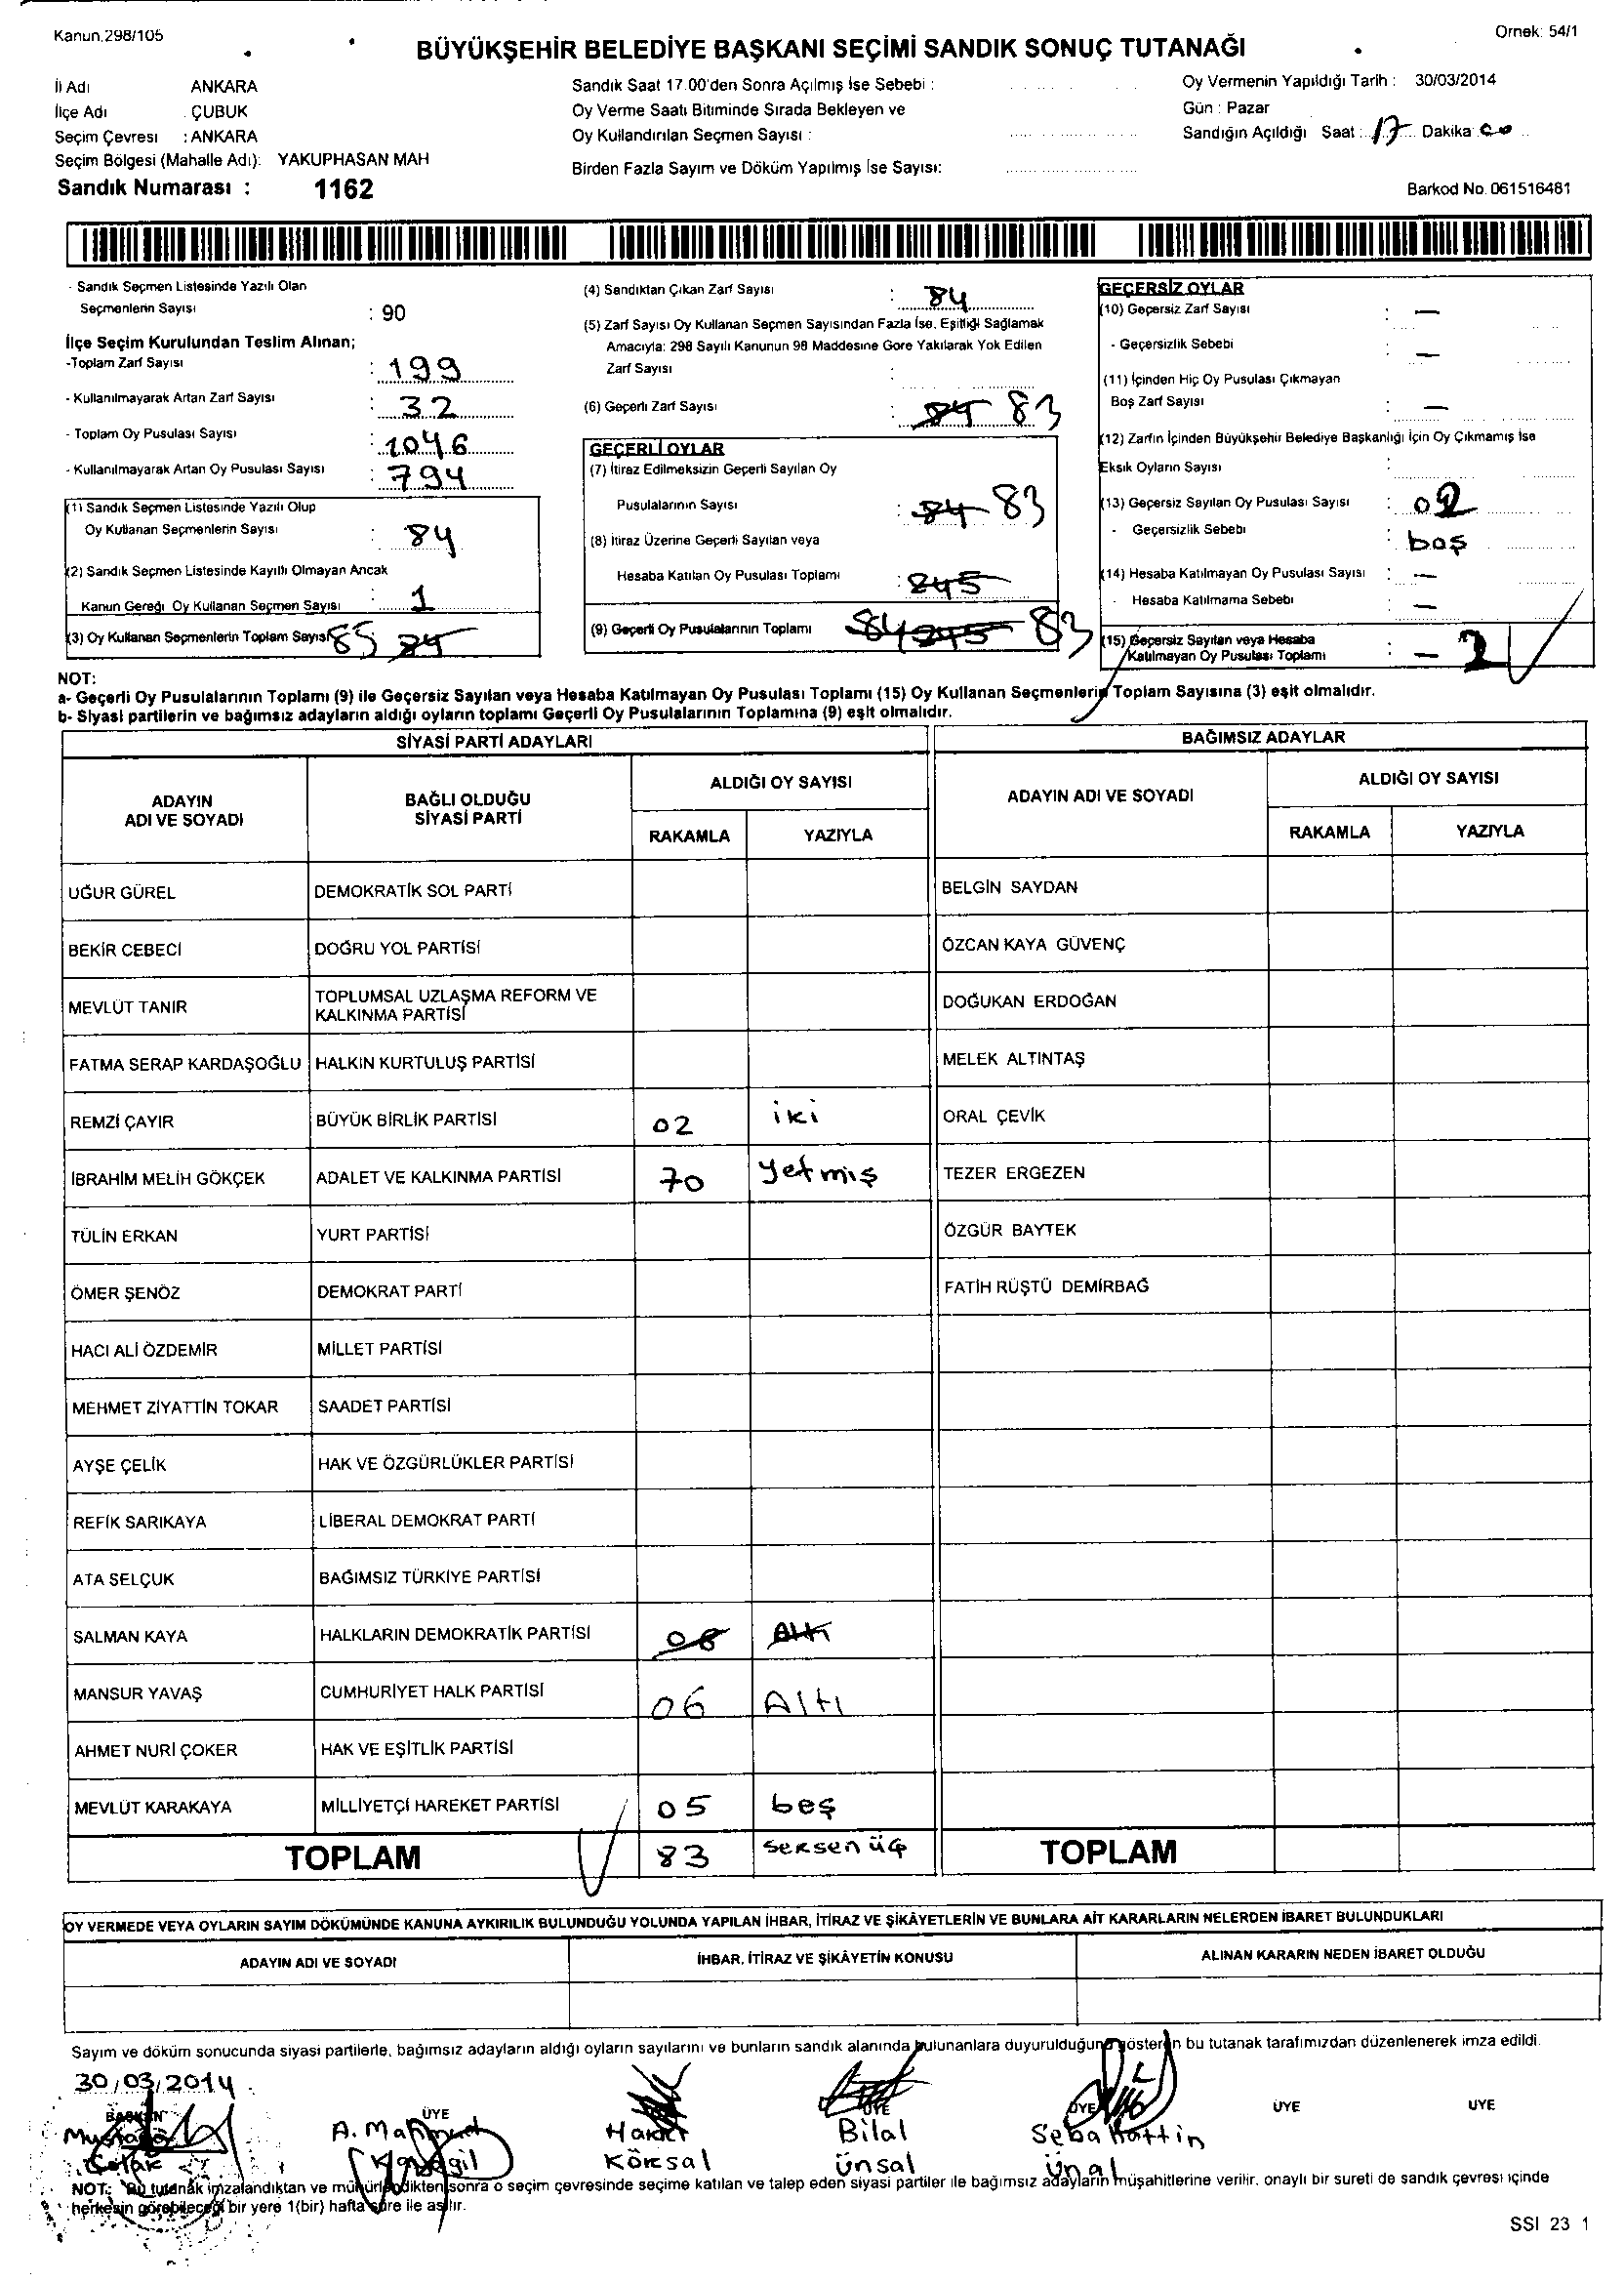 Kanun.298/105
Ornek: 54/1
BÜYÜKŞEHİR BELEDİYE BAŞKANI SEÇİMİ SANDIK SONUÇ TUTANAĞI
İl Adı ANKARA
İlçe Adı ÇUBUK
Seçim Çevresi : ANKARA
Seçim Bölgesi (Mahalle Adı): YAKUPHASAN MAH
Sandık Numarası : 1162
Sandık Saat 17.00'den Sonra Açılmış İse Sebebi :
Oy Verme Saati Bitiminde Sırada Bekleyen ve
Oy Kullandırılan Seçmen Sayısı :
Birden Fazla Sayım ve Döküm Yapılmış İse Sayısı:
Oy Vermenin Yapıldığı Tarih : 30/03/2014
Gün : Pazar
Sandığın Açıldığı Saat : 17 Dakika 00
Barkod No. 061516481
- Sandık Seçmen Listesinde Yazılı Olan
Seçmenlerin Sayısı : 90
İlçe Seçim Kurulundan Teslim Alınan;
-Toplam Zarf Sayısı : 199
- Kullanılmayarak Artan Zarf Sayısı : 32
- Toplam Oy Pusulası Sayısı : 1046
- Kullanılmayarak Artan Oy Pusulası Sayısı : 794
(1) Sandık Seçmen Listesinde Yazılı Olup
Oy Kullanan Seçmenlerin Sayısı : 84
(2) Sandık Seçmen Listesinde Kayıtlı Olmayan Ancak
Kanun Gereği Oy Kullanan Seçmen Sayısı : 1
(3) Oy Kullanan Seçmenlerin Toplam Sayısı 85 84
(4) Sandıktan Çıkan Zarf Sayısı : 84
(5) Zarf Sayısı Oy Kullanan Seçmen Sayısından Fazla İse, Eşitliği Sağlamak
Amacıyla: 298 Sayılı Kanunun 98 Maddesine Göre Yakılarak Yok Edilen
Zarf Sayısı :
(6) Geçerli Zarf Sayısı : 84 83
GEÇERLİ OYLAR
(7) İtiraz Edilmeksizin Geçerli Sayılan Oy
Pusulalarının Sayısı : 84 83
(8) İtiraz Üzerine Geçerli Sayılan veya
Hesaba Katılan Oy Pusulası Toplamı : 245
(9) Geçerli Oy Pusulalarının Toplamı 84 245 83
GEÇERSİZ OYLAR
(10) Geçersiz Zarf Sayısı : —
- Geçersizlik Sebebi : —
(11) İçinden Hiç Oy Pusulası Çıkmayan
Boş Zarf Sayısı : —
(12) Zarfın İçinden Büyükşehir Belediye Başkanlığı İçin Oy Çıkmamış İse
Eksik Oyların Sayısı :
(13) Geçersiz Sayılan Oy Pusulası Sayısı : 02
- Geçersizlik Sebebi : boş
(14) Hesaba Katılmayan Oy Pusulası Sayısı : —
- Hesaba Katılmama Sebebi : —
(15) Geçersiz Sayılan veya Hesaba
Katılmayan Oy Pusulası Toplamı : — 2
NOT:
a- Geçerli Oy Pusulalarının Toplamı (9) ile Geçersiz Sayılan veya Hesaba Katılmayan Oy Pusulası Toplamı (15) Oy Kullanan Seçmenlerin Toplam Sayısına (3) eşit olmalıdır.
b- Siyasi partilerin ve bağımsız adayların aldığı oyların toplamı Geçerli Oy Pusulalarının Toplamına (9) eşit olmalıdır.
SİYASİ PARTİ ADAYLARI BAĞIMSIZ ADAYLAR
ADAYIN
ADI VE SOYADI
BAĞLI OLDUĞU
SİYASİ PARTİ
ALDIĞI OY SAYISI
RAKAMLA YAZIYLA
ADAYIN ADI VE SOYADI
ALDIĞI OY SAYISI
RAKAMLA YAZIYLA
UĞUR GÜREL DEMOKRATİK SOL PARTİ BELGİN SAYDAN
BEKİR CEBECİ DOĞRU YOL PARTİSİ ÖZCAN KAYA GÜVENÇ
MEVLÜT TANIR TOPLUMSAL UZLAŞMA REFORM VE
KALKINMA PARTİSİ DOĞUKAN ERDOĞAN
FATMA SERAP KARDAŞOĞLU HALKIN KURTULUŞ PARTİSİ MELEK ALTINTAŞ
REMZİ ÇAYIR BÜYÜK BİRLİK PARTİSİ 02 iki ORAL ÇEVİK
İBRAHİM MELİH GÖKÇEK ADALET VE KALKINMA PARTİSİ 70 yetmiş TEZER ERGEZEN
TÜLİN ERKAN YURT PARTİSİ ÖZGÜR BAYTEK
ÖMER ŞENÖZ DEMOKRAT PARTİ FATİH RÜŞTÜ DEMİRBAĞ
HACI ALİ ÖZDEMİR MİLLET PARTİSİ
MEHMET ZİYATTİN TOKAR SAADET PARTİSİ
AYŞE ÇELİK HAK VE ÖZGÜRLÜKLER PARTİSİ
REFİK SARIKAYA LİBERAL DEMOKRAT PARTİ
ATA SELÇUK BAĞIMSIZ TÜRKİYE PARTİSİ
SALMAN KAYA HALKLARIN DEMOKRATİK PARTİSİ 06 Altı
MANSUR YAVAŞ CUMHURİYET HALK PARTİSİ 06 Altı
AHMET NURİ ÇOKER HAK VE EŞİTLİK PARTİSİ
MEVLÜT KARAKAYA MİLLİYETÇİ HAREKET PARTİSİ 05 beş
TOPLAM 83 seksen üç TOPLAM
OY VERMEDE VEYA OYLARIN SAYIM DÖKÜMÜNDE KANUNA AYKIRILIK BULUNDUĞU YOLUNDA YAPILAN İHBAR, İTİRAZ VE ŞİKÂYETLERİN VE BUNLARA AİT KARARLARIN NELERDEN İBARET BULUNDUKLARI
ADAYIN ADI VE SOYADI İHBAR, İTİRAZ VE ŞİKÂYETİN KONUSU ALINAN KARARIN NEDEN İBARET OLDUĞU
Sayım ve döküm sonucunda siyasi partilerle, bağımsız adayların aldığı oyların sayılarını ve bunların sandık alanında bulunanlara duyurulduğunu gösteren bu tutanak tarafımızdan düzenlenerek imza edildi.
30/03/2014
BAŞKAN ÜYE ÜYE ÜYE ÜYE ÜYE
Mustafa A. Mahmud Bilal Sebahattin
Çolak Köksal Ünsal Ünal
NOT: Bu tutanak imzalandıktan ve mühürlendikten sonra o seçim çevresinde seçime katılan ve talep eden siyasi partiler ile bağımsız adayların müşahitlerine verilir, onaylı bir sureti de sandık çevresi içinde
herkesin görebileceği bir yere 1(bir) hafta süre ile asılır.
SSI 23 1